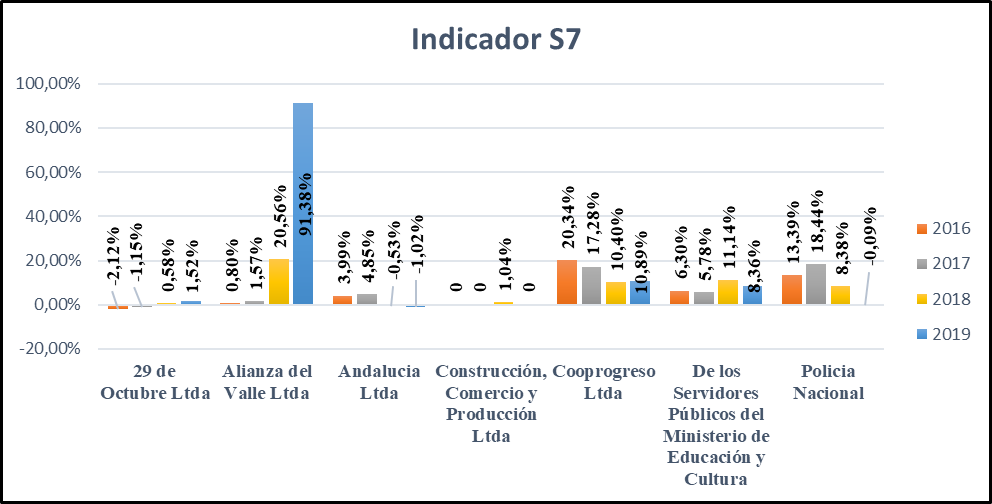 Indicador S7
100,00%
80,00%
60,00%
40,00%
20,00%
0,00%
-20,00%
-2,12%
-1,15%
0,58%
1,52%
0,80%
1,57%
20,56%
91,38%
3,99%
4,85%
-0,53%
-1,02%
0
0
1,04%
0
20,34%
17,28%
10,40%
10,89%
6,30%
5,78%
11,14%
8,36%
13,39%
18,44%
8,38%
-0,09%
29 de
Octubre Ltda
Alianza del
Valle Ltda
Andalucia
Ltda
Construcción,
Comercio y
Producción
Ltda
Cooprogreso
Ltda
De los
Servidores
Públicos del
Ministerio de
Educación y
Cultura
Policia
Nacional
2016
2017
2018
2019